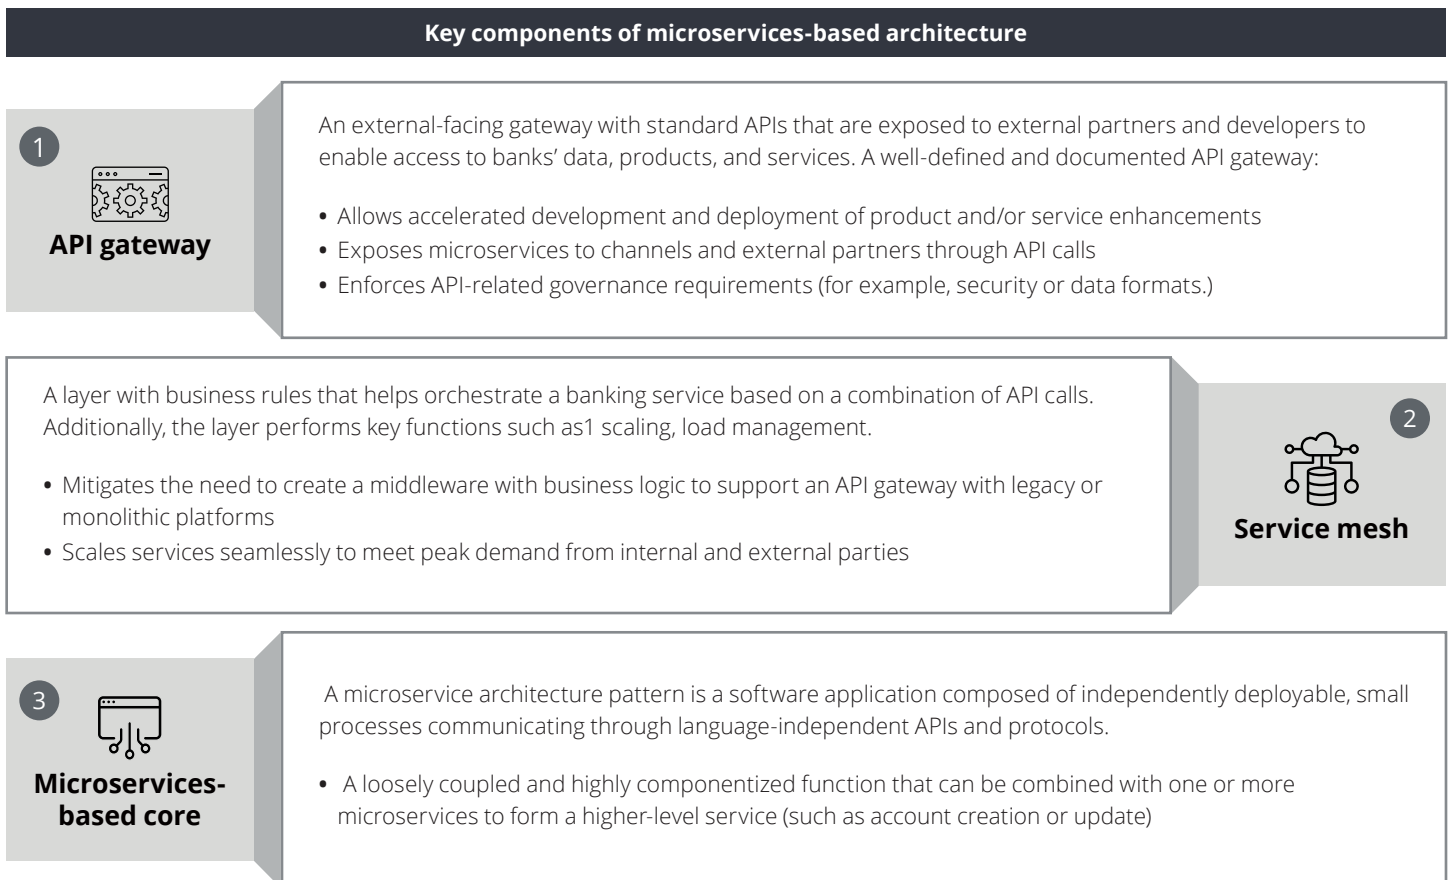 Key components of microservices-based architecture
1
API gateway
An external-facing gateway with standard APIs that are exposed to external partners and developers to
enable access to banks’ data, products, and services. A well-defined and documented API gateway:
• Allows accelerated development and deployment of product and/or service enhancements
• Exposes microservices to channels and external partners through API calls
• Enforces API-related governance requirements (for example, security or data formats.)
A layer with business rules that helps orchestrate a banking service based on a combination of API calls.
Additionally, the layer performs key functions such as1 scaling, load management.
• Mitigates the need to create a middleware with business logic to support an API gateway with legacy or
monolithic platforms
• Scales services seamlessly to meet peak demand from internal and external parties
2
Service mesh
3
Microservices-
based core
A microservice architecture pattern is a software application composed of independently deployable, small
processes communicating through language-independent APIs and protocols.
• A loosely coupled and highly componentized function that can be combined with one or more
microservices to form a higher-level service (such as account creation or update)